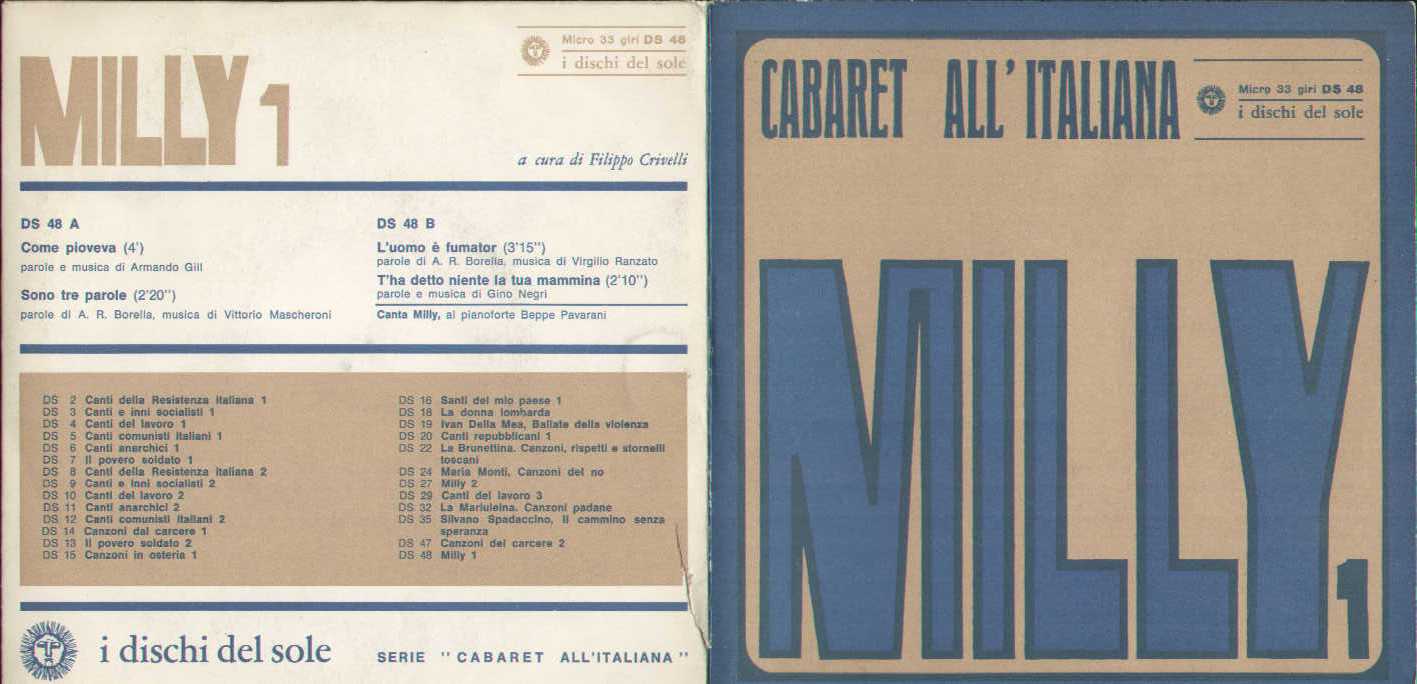 MILLY 1
Micro 33 giri DS 48
i dischi del sole
a cura di Filippo Crivelli
DS 48 A
Come pioveva (4')
parole e musica di Armando Gill
Sono tre parole (2'20'')
parole di A. R. Borella, musica di Vittorio Mascheroni
DS 48 B
L'uomo è fumator (3'15'')
parole di A. R. Borella, musica di Virgilio Ranzato
T'ha detto niente la tua mammina (2'10'')
parole e musica di Gino Negri
Canta Milly, al pianoforte Beppe Pavarani
DS 2 Canti della Resistenza italiana 1
DS 3 Canti e inni socialisti 1
DS 4 Canti del lavoro 1
DS 5 Canti comunisti italiani 1
DS 6 Canti anarchici 1
DS 7 Il povero soldato 1
DS 8 Canti della Resistenza italiana 2
DS 9 Canti e inni socialisti 2
DS 10 Canti del lavoro 2
DS 11 Canti anarchici 2
DS 12 Canti comunisti italiani 2
DS 14 Canzoni dal carcere 1
DS 13 Il povero soldato 2
DS 15 Canzoni in osteria 1
DS 16 Santi del mio paese 1
DS 18 La donna lombarda
DS 19 Ivan Della Mea, Ballate della violenza
DS 20 Canti repubblicani 1
DS 22 La Brunettina. Canzoni, rispetti e stornelli
toscani
DS 24 Maria Monti, Canzoni del no
DS 27 Milly 2
DS 29 Canti del lavoro 3
DS 32 La Mariuleina. Canzoni padane
DS 35 Silvano Spadaccino, Il cammino senza
speranza
DS 47 Canzoni del carcere 2
DS 48 Milly 1
i dischi del sole
SERIE "CABARET ALL'ITALIANA"
CABARET ALL'ITALIANA
Micro 33 giri DS 48
i dischi del sole
MILLY 1